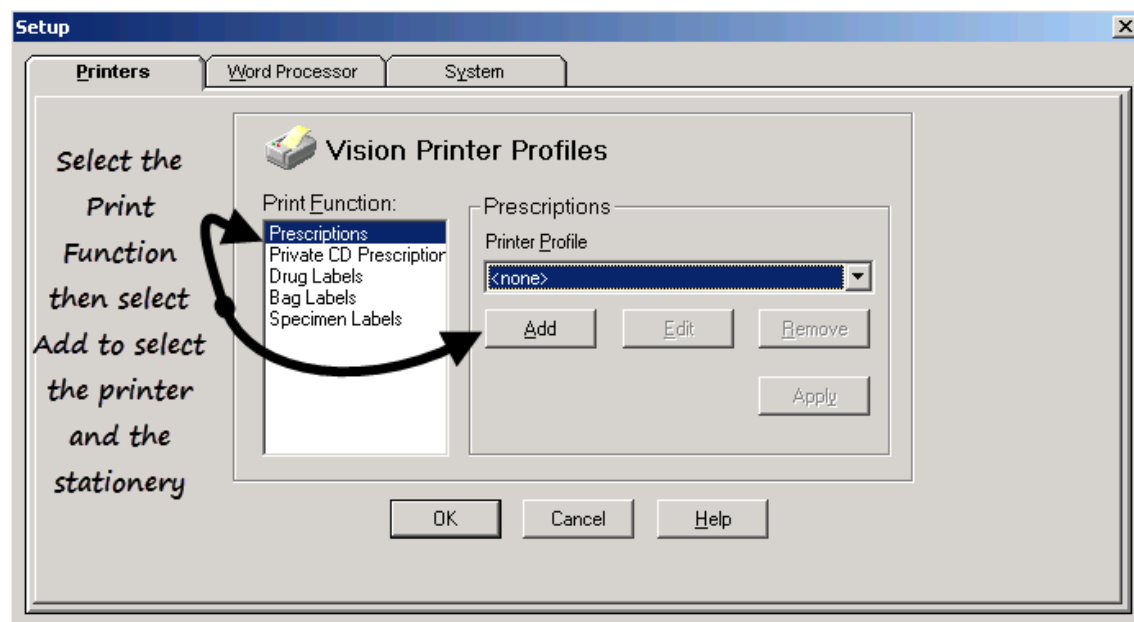 Setup
Printers
Word Processor
System
Select the
Print
Function
then select
Add to select
the printer
and the
stationery
Vision Printer Profiles
Print Function:
Prescriptions
Private CD Prescription
Drug Labels
Bag Labels
Specimen Labels
Prescriptions
Printer Profile
<none>
Add
Edit
Remove
Apply
OK
Cancel
Help